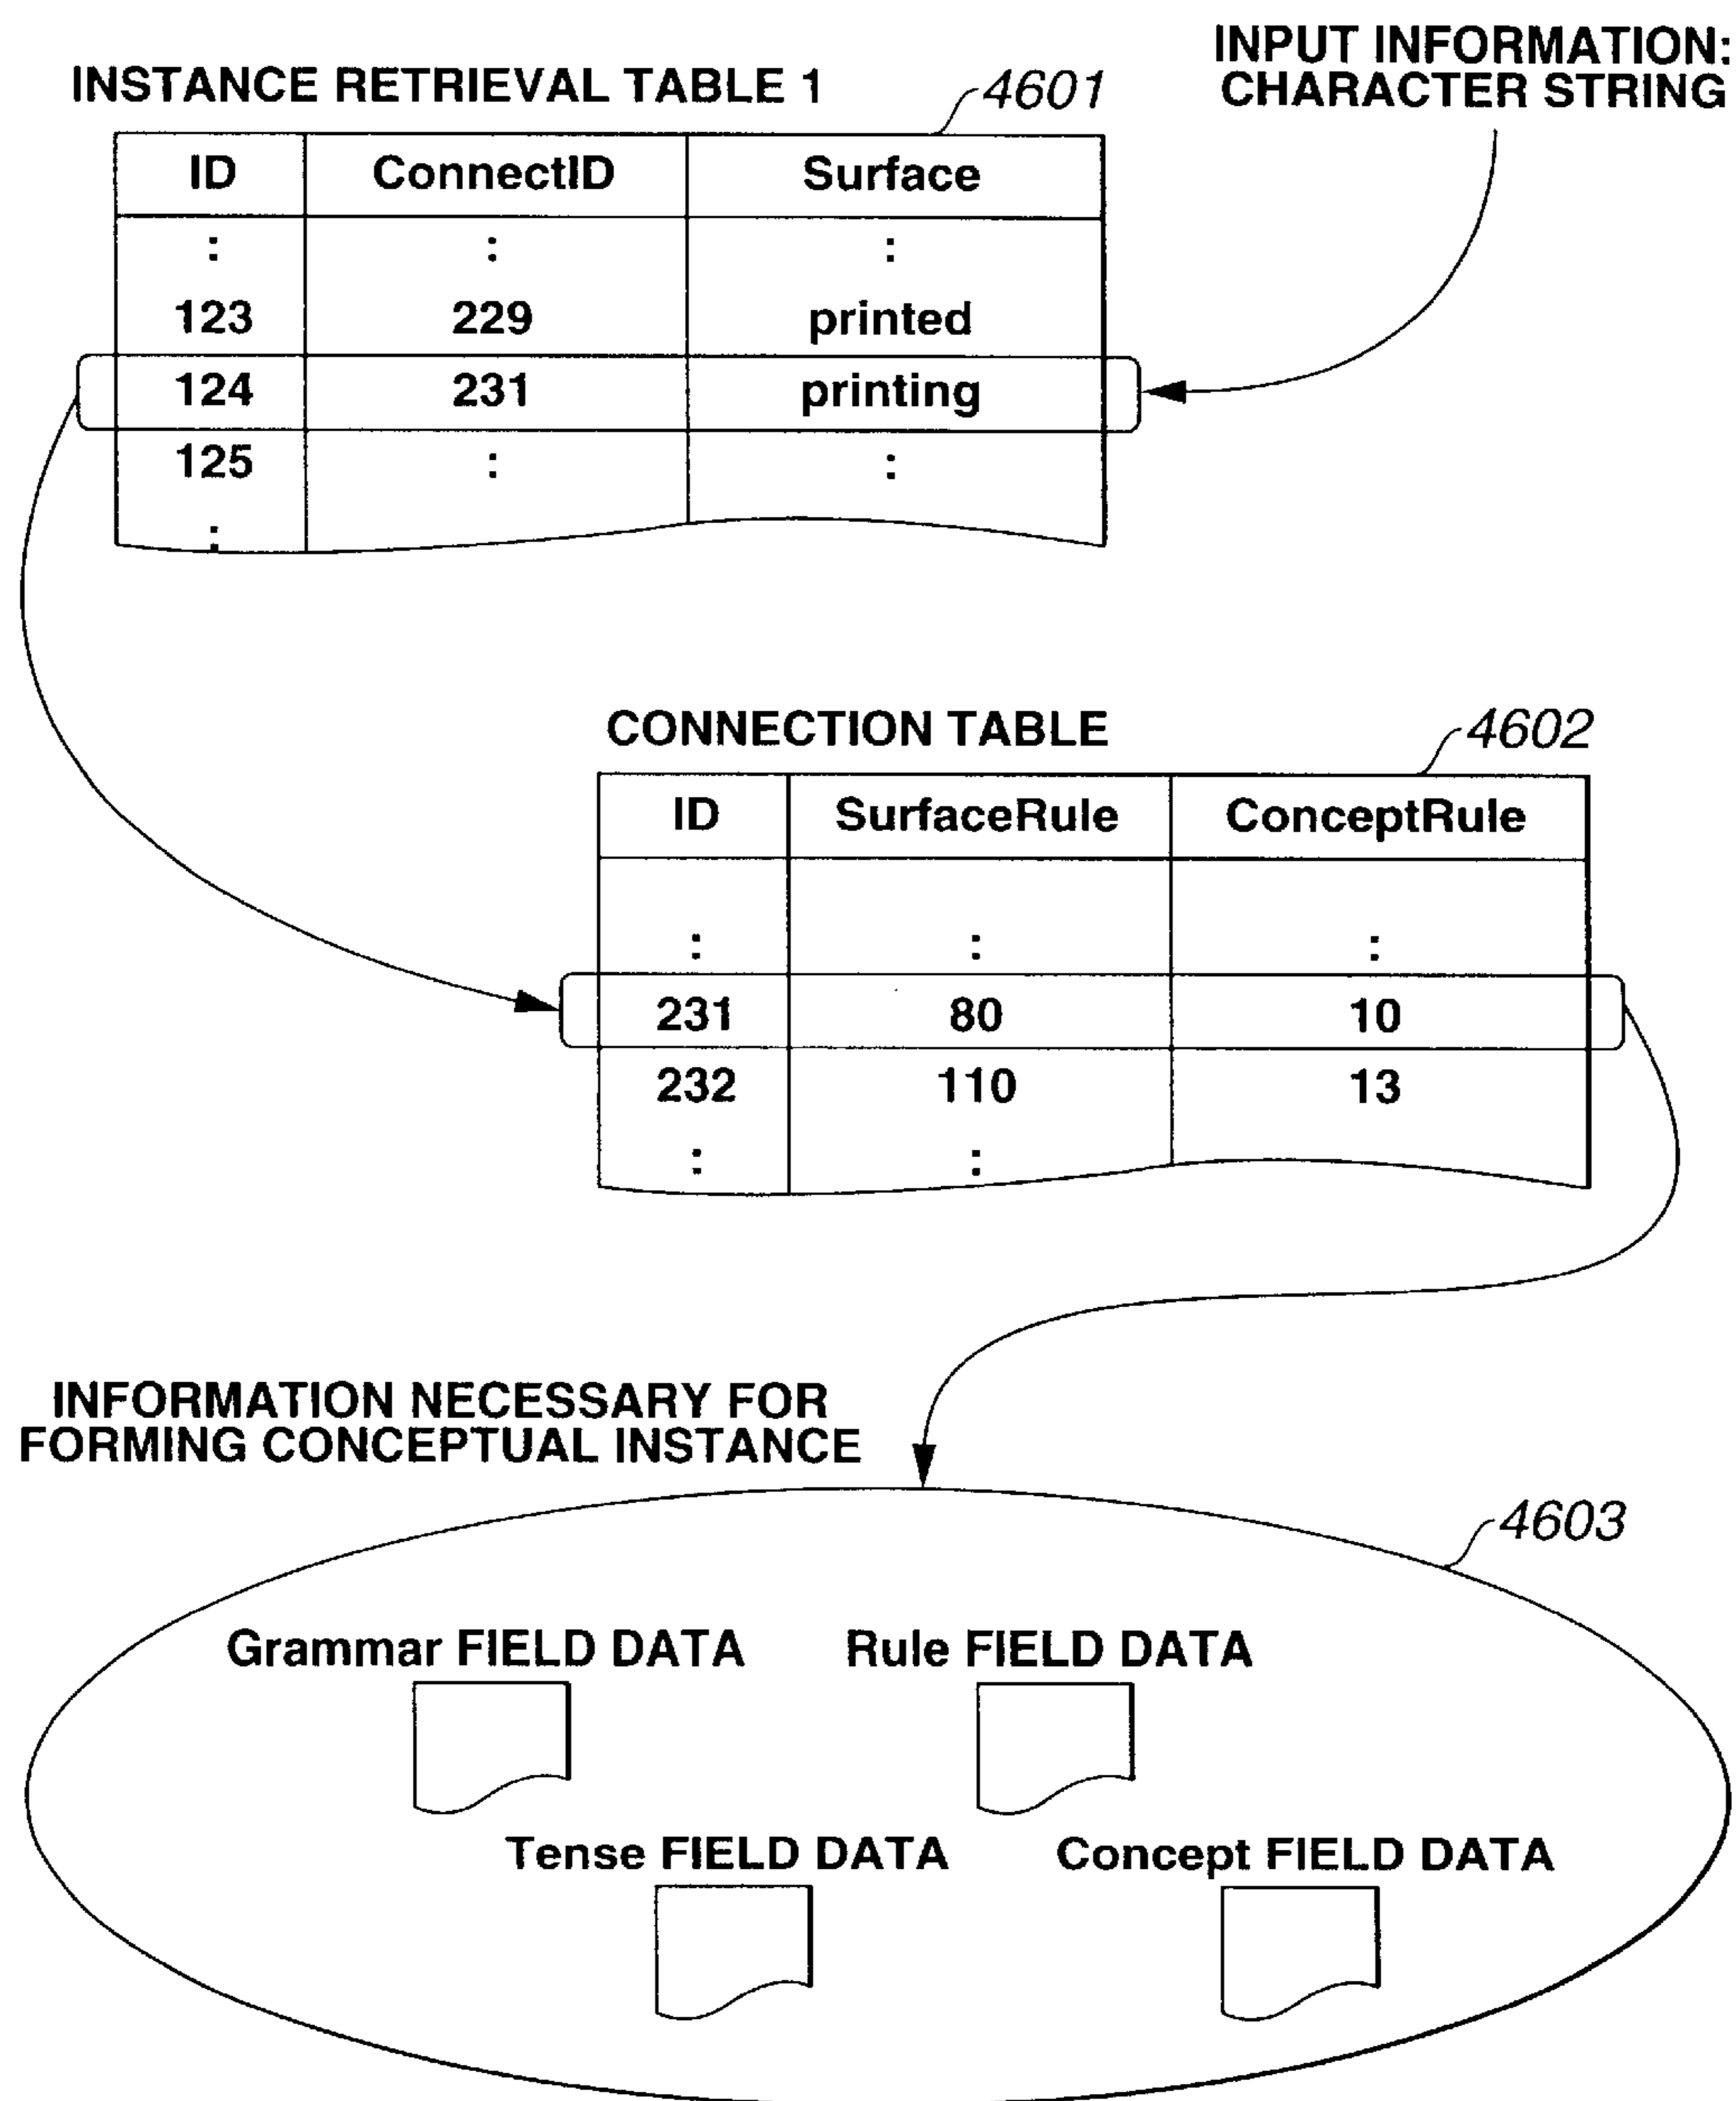 INPUT INFORMATION:
CHARACTER STRING
INSTANCE RETRIEVAL TABLE 1
4601
ID ConnectID Surface
: : :
123 229 printed
124 231 printing
125 : :
:
CONNECTION TABLE
4602
ID SurfaceRule ConceptRule
: : :
231 80 10
232 110 13
: :
INFORMATION NECESSARY FOR
FORMING CONCEPTUAL INSTANCE
4603
Grammar FIELD DATA Rule FIELD DATA
Tense FIELD DATA Concept FIELD DATA